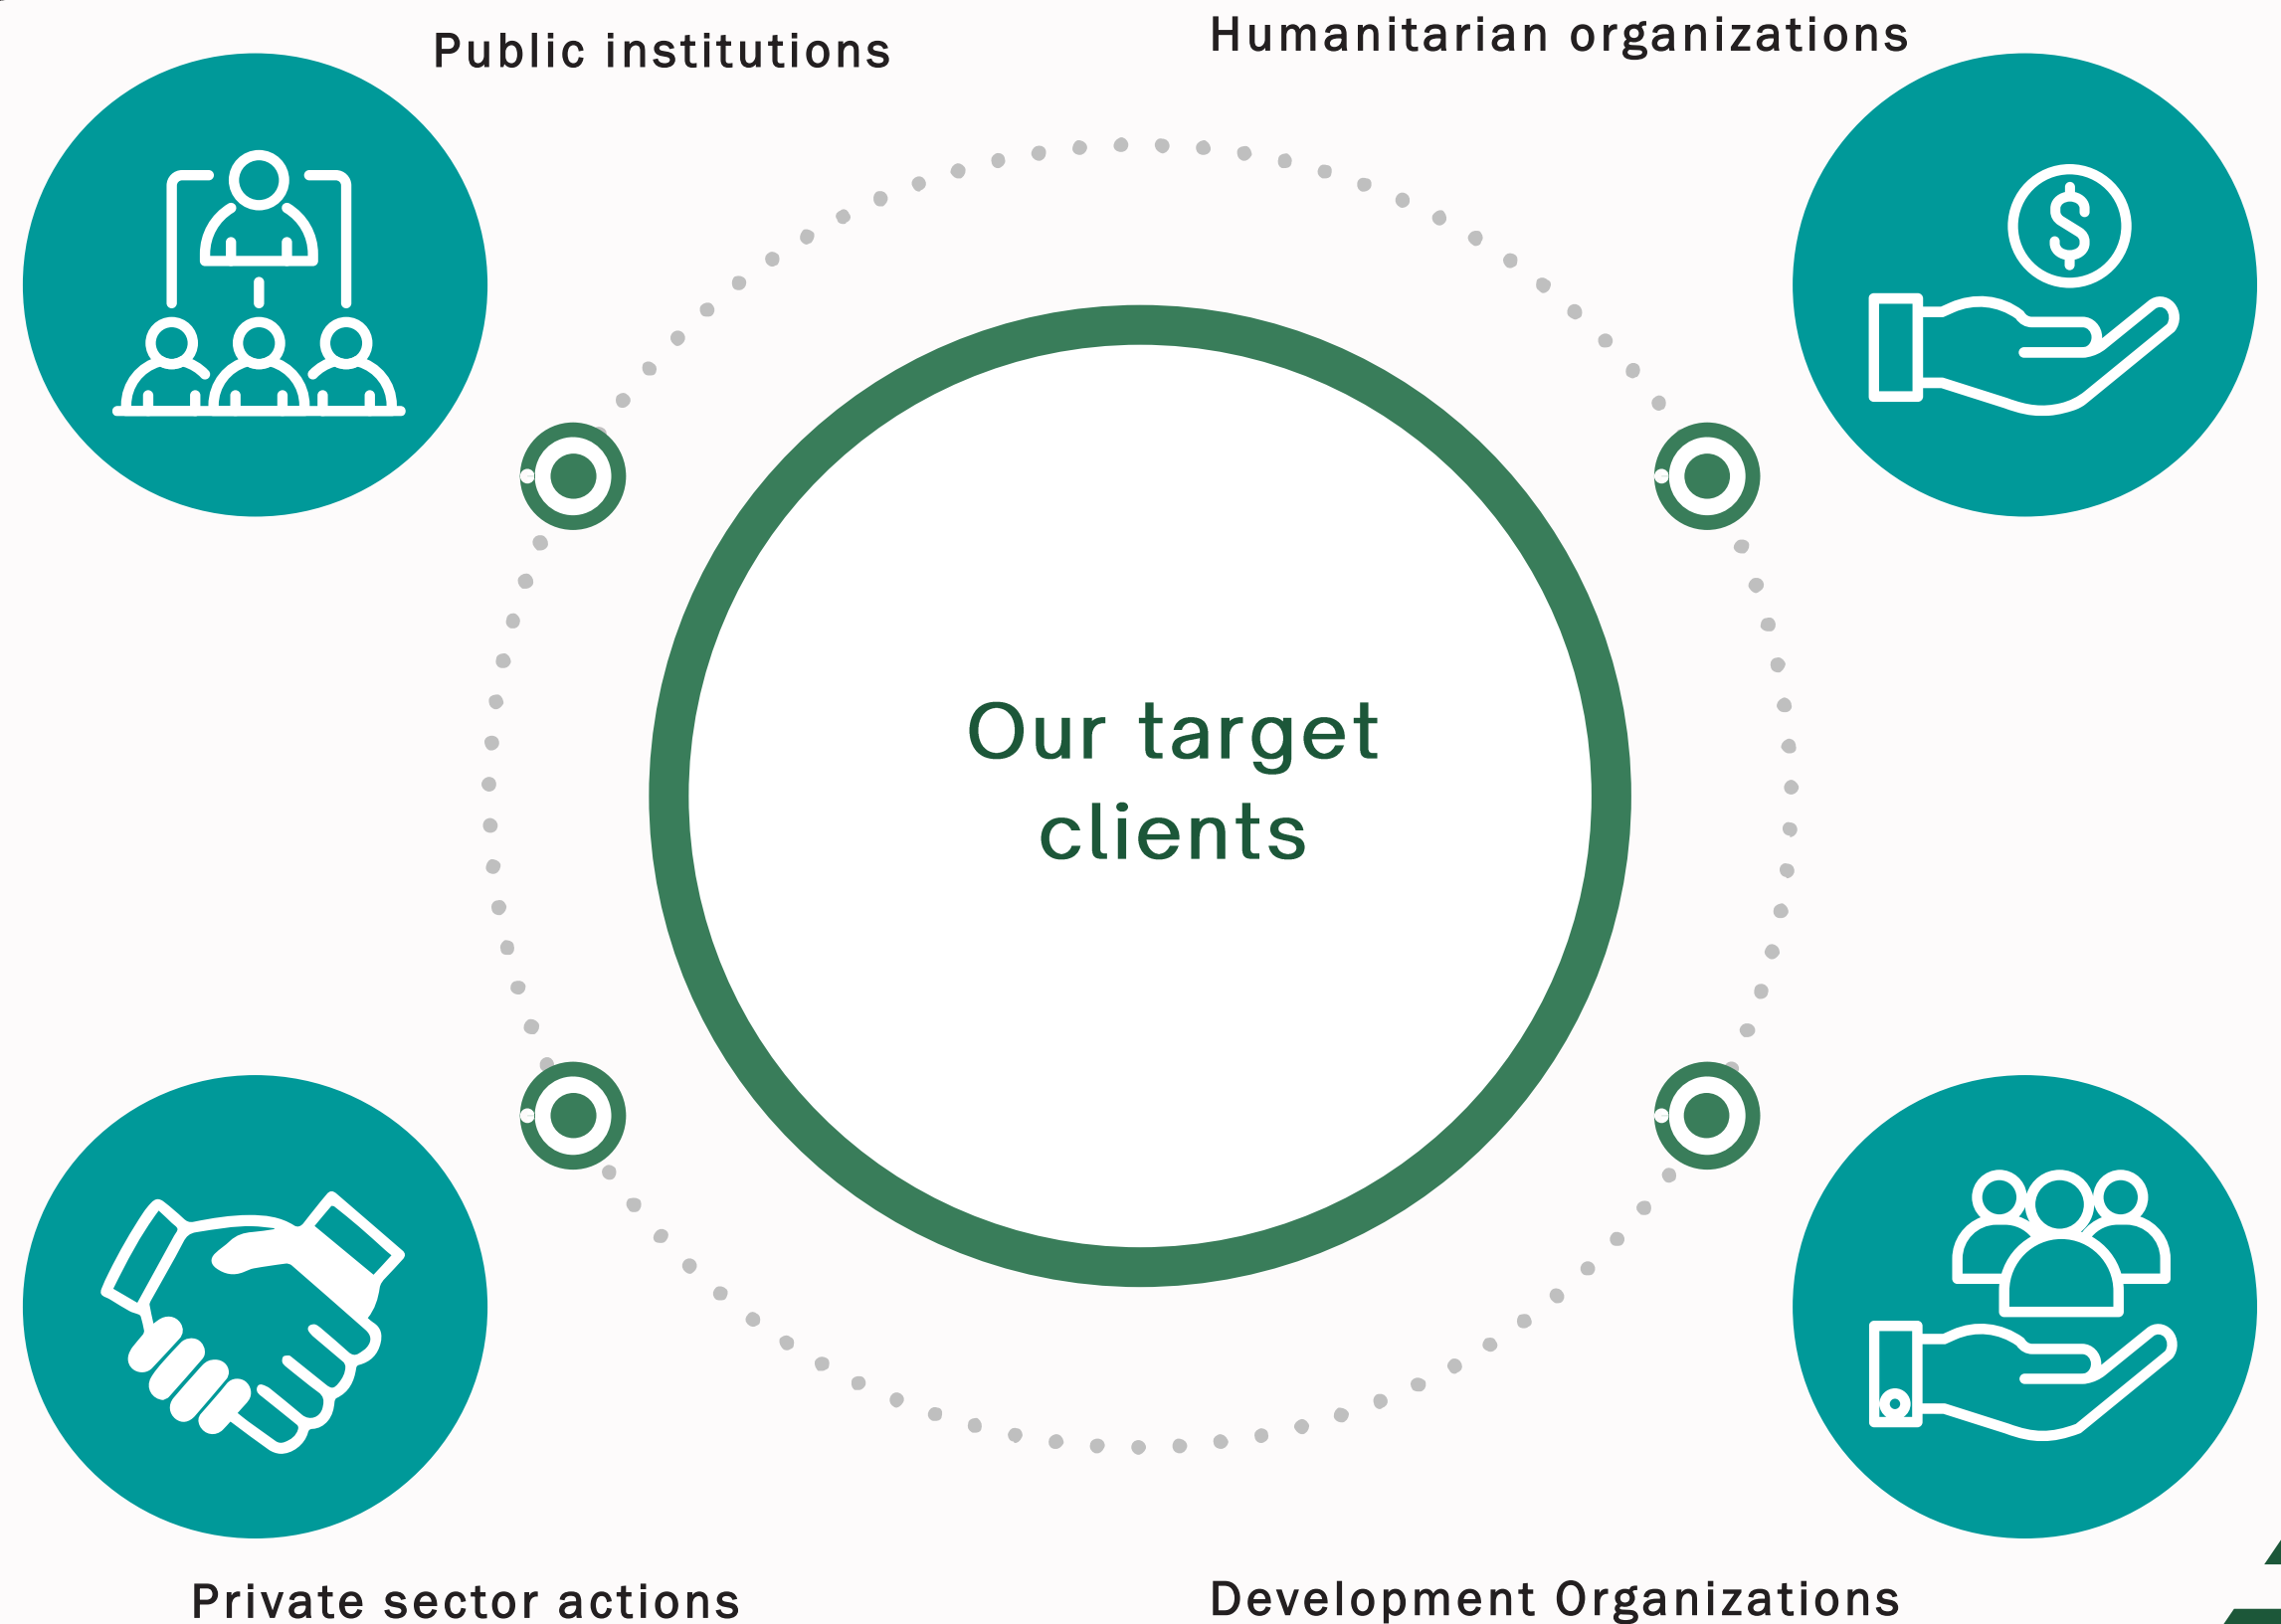 Public institutions
Humanitarian organizations
Our target
clients
Private sector actions
Development Organizations